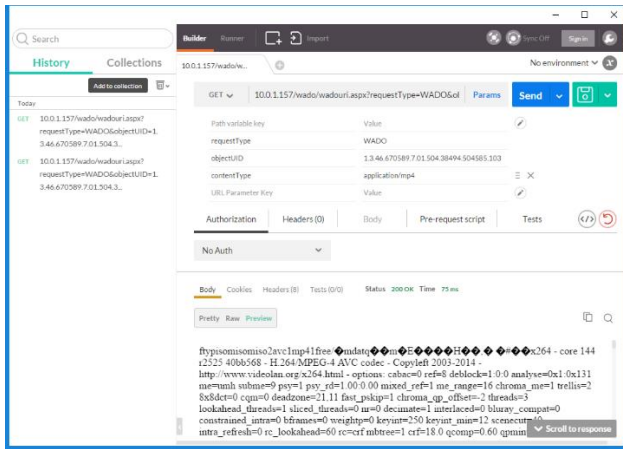 Search
Builder Runner Import Sync Off Sign in
History Collections
10.0.1.157/wado/w... No environment
Add to collection
GET 10.0.1.157/wado/wadouri.aspx?requestType=WADO&ol Params Send
Today
GET 10.0.1.157/wado/wadouri.aspx?
requestType=WADO&objectUID=1.
3.46.670589.7.01.504.3...
GET 10.0.1.157/wado/wadouri.aspx?
requestType=WADO&objectUID=1.
3.46.670589.7.01.504.3...
Path variable key Value
requestType WADO
objectUID 1.3.46.670589.7.01.504.38494.504585.103
contentType application/mp4
URL Parameter Key Value
Authorization Headers (0) Body Pre-request script Tests
No Auth
Body Cookies Headers (8) Tests (0/0) Status 200 OK Time 75 ms
Pretty Raw Preview
ftypisomisomiso2avc1mp41free/�mdatq��m�E����H��.� �#��x264 - core 144
r2525 40bb568 - H.264/MPEG-4 AVC codec - Copyleft 2003-2014 -
http://www.videolan.org/x264.html - options: cabac=0 ref=8 deblock=1:0:0 analyse=0x1:0x131
me=umh subme=9 psy=1 psy_rd=1.00:0.00 mixed_ref=1 me_range=16 chroma_me=1 trellis=2
8x8dct=0 cqm=0 deadzone=21,11 fast_pskip=1 chroma_qp_offset=-2 threads=3
lookahead_threads=1 sliced_threads=0 nr=0 decimate=1 interlaced=0 bluray_compat=0
constrained_intra=0 bframes=0 weightp=0 keyint=250 keyint_min=12 scenecut=40
intra_refresh=0 rc_lookahead=60 rc=crf mbtree=1 crf=18.0 qcomp=0.60 qpmin
Scroll to response